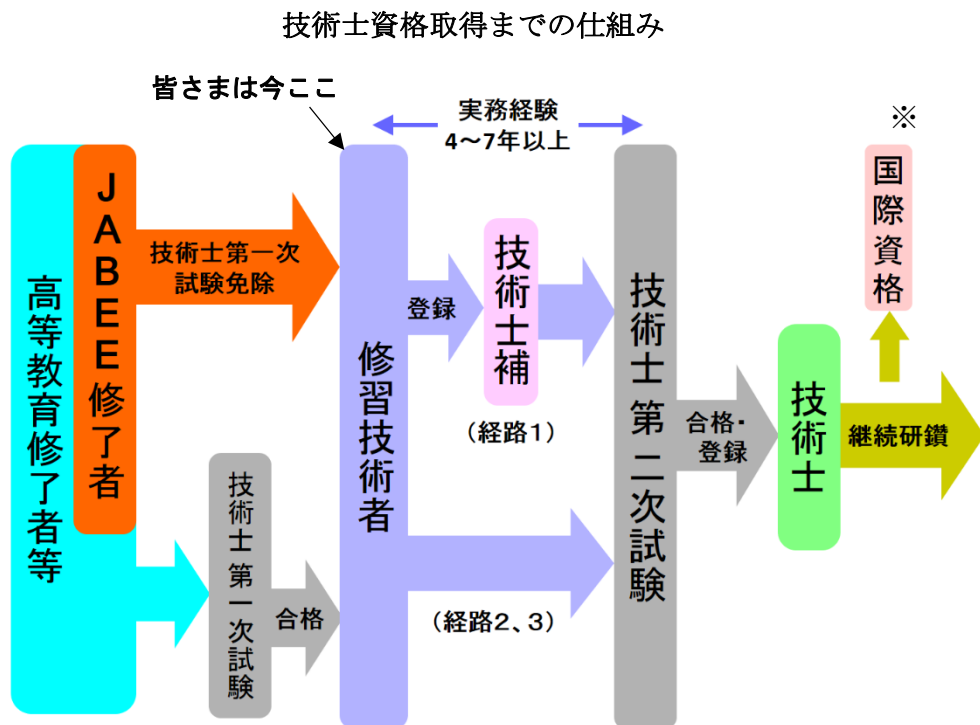 技術士資格取得までの仕組み
皆さまは今ここ
実務経験
4～7年以上
※
国際資格
高等教育修了者等
JABEE修了者
技術士第一次
試験免除
修習技術者
登録
技術士補
(経路1)
技術士第二次試験
合格・
登録
技術士
継続研鑽
技術士第一次試験
合格
(経路2、3)